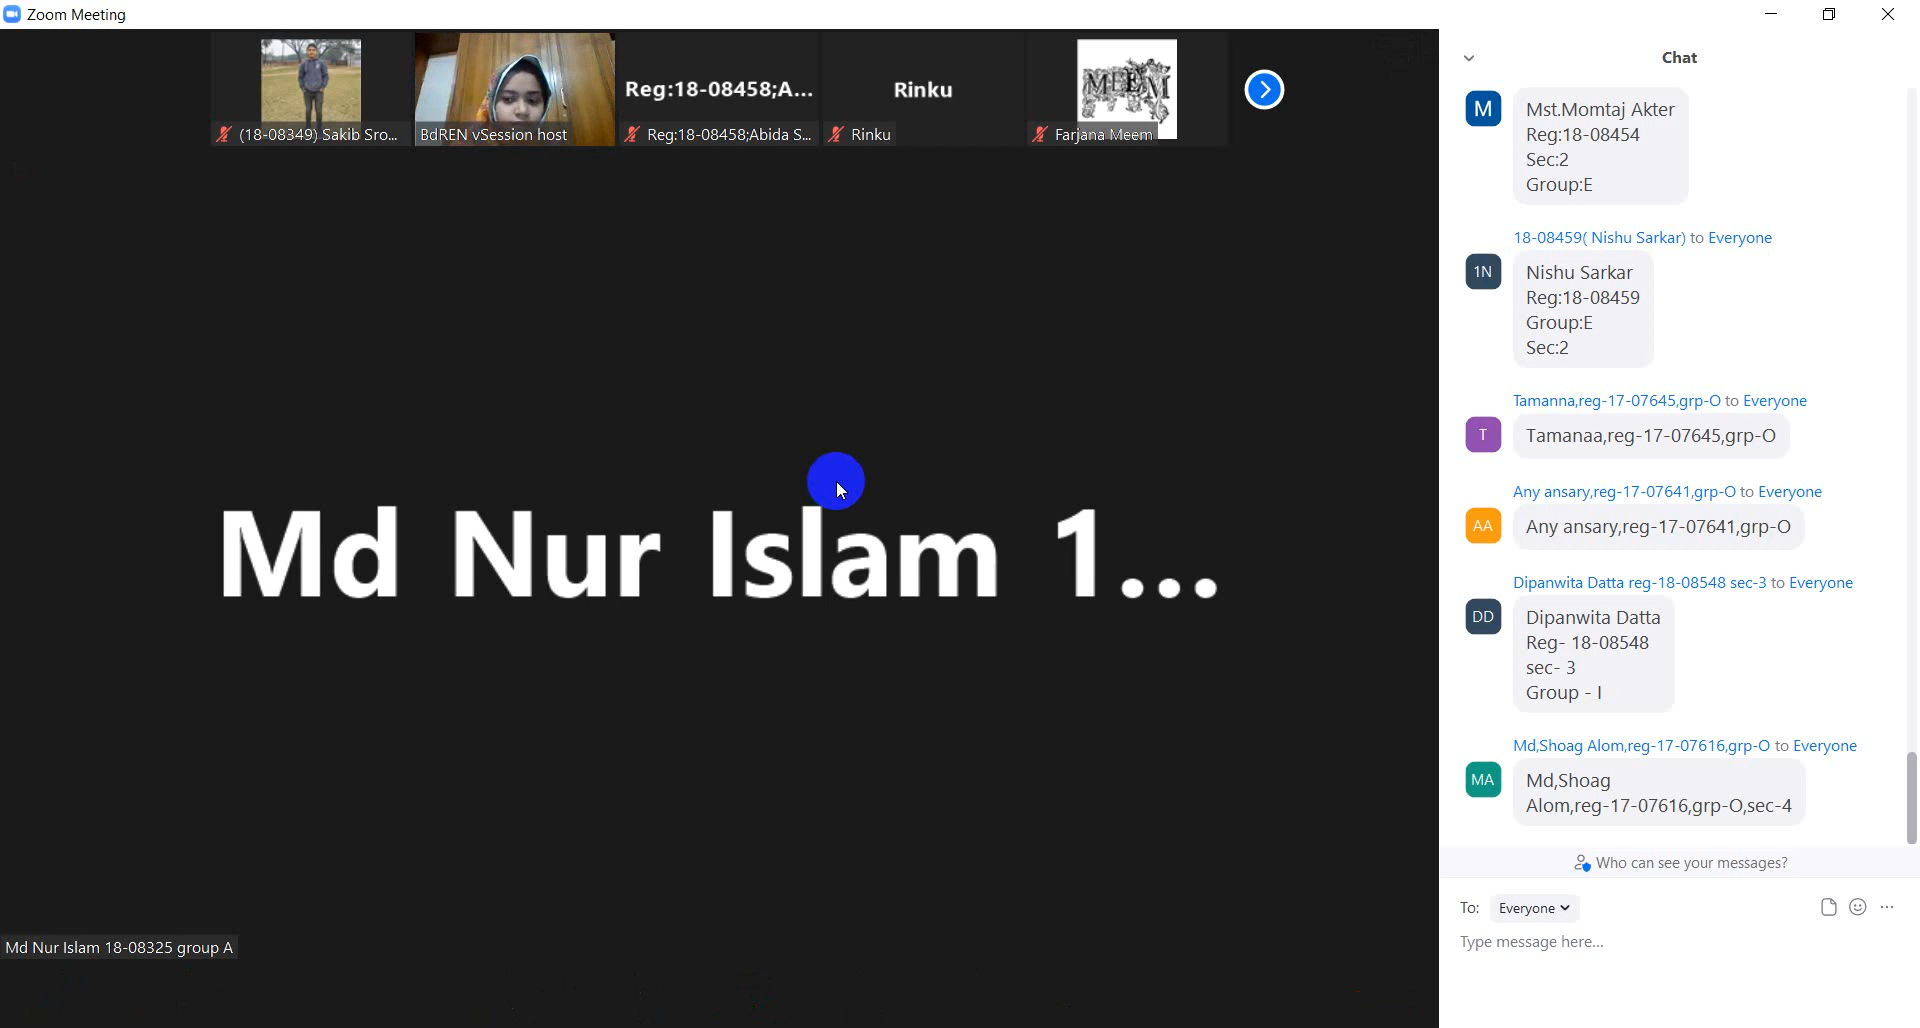 Zoom Meeting
Reg:18-08458;A...
Rinku
MEEM
(18-08349) Sakib Sro...
BdREN vSession host
Reg:18-08458;Abida S...
Rinku
Farjana Meem
Md Nur Islam 1...
Md Nur Islam 18-08325 group A
Chat
M
Mst.Momtaj Akter
Reg:18-08454
Sec:2
Group:E
18-08459( Nishu Sarkar) to Everyone
1N
Nishu Sarkar
Reg:18-08459
Group:E
Sec:2
Tamanna,reg-17-07645,grp-O to Everyone
T
Tamanaa,reg-17-07645,grp-O
Any ansary,reg-17-07641,grp-O to Everyone
AA
Any ansary,reg-17-07641,grp-O
Dipanwita Datta reg-18-08548 sec-3 to Everyone
DD
Dipanwita Datta
Reg- 18-08548
sec- 3
Group - I
Md,Shoag Alom,reg-17-07616,grp-O to Everyone
MA
Md,Shoag
Alom,reg-17-07616,grp-O,sec-4
Who can see your messages?
To: Everyone
Type message here...